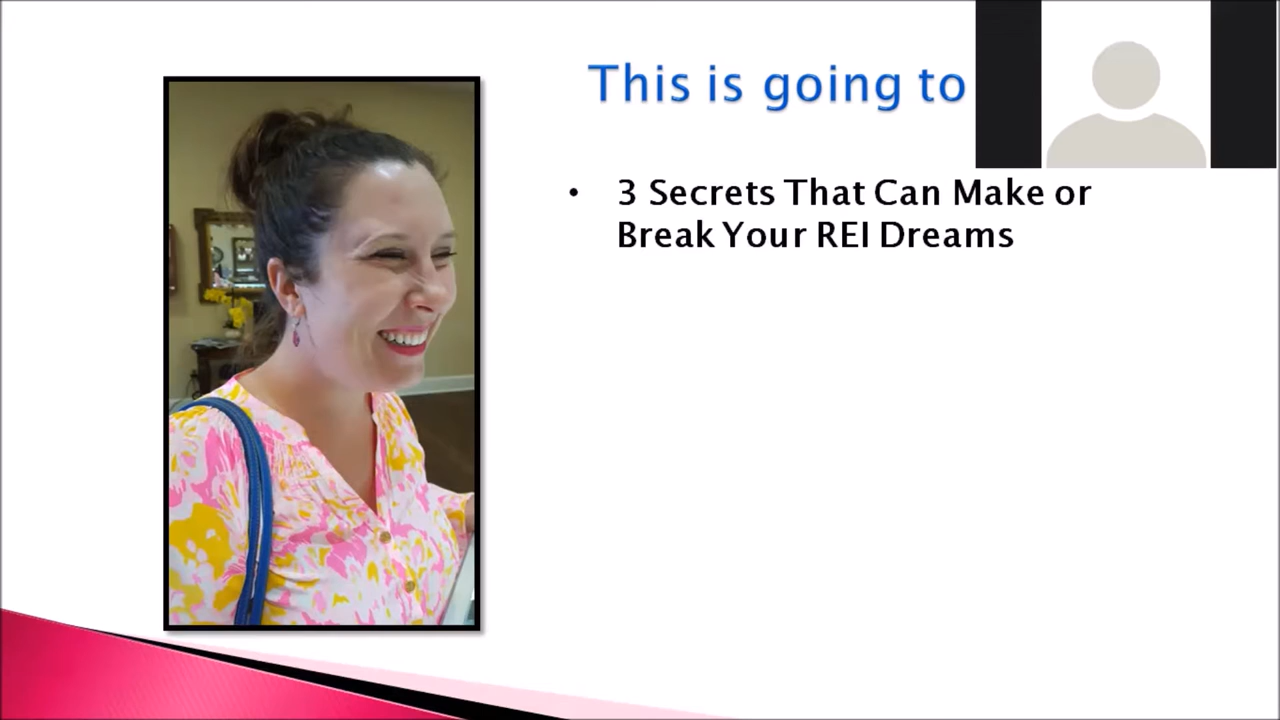 This is going to
• 3 Secrets That Can Make or
Break Your REI Dreams